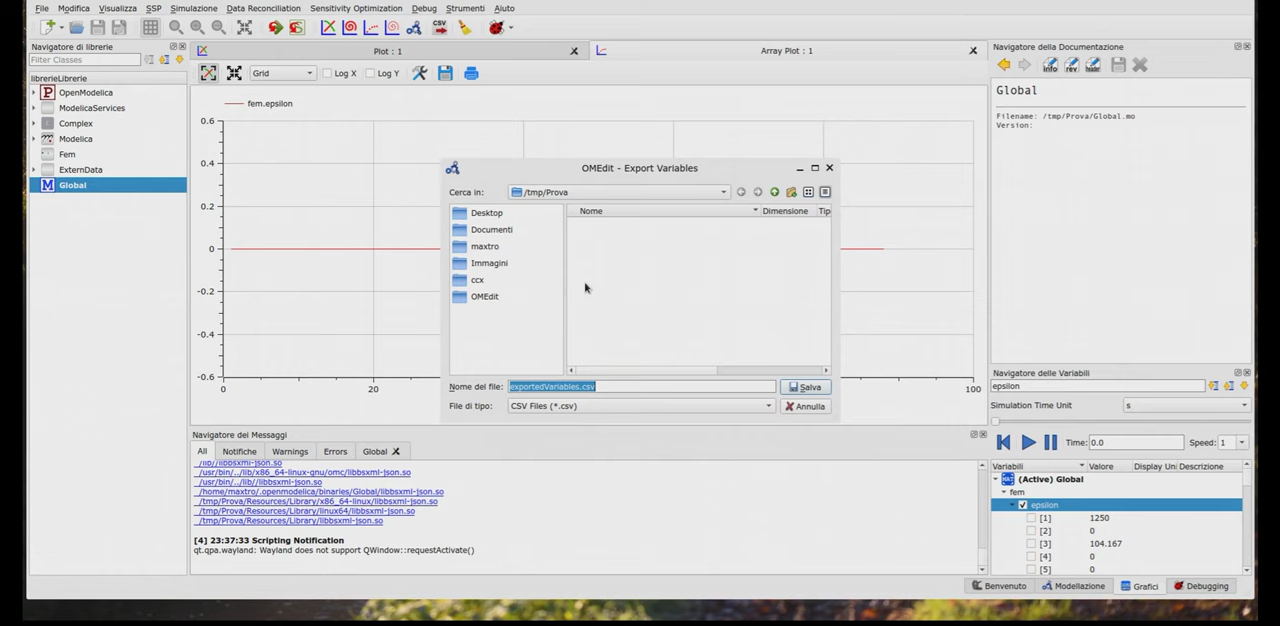 File Modifica Visualizza SSP Simulazione Data Reconciliation Sensitivity Optimization Debug Strumenti Aiuto
CSV
Navigatore di librerie
Filter Classes
librerieLibrerie
OpenModelica
ModelicaServices
Complex
Modelica
Fem
ExternData
Global
Plot : 1
Array Plot : 1
Grid
Log X
Log Y
fem.epsilon
0.6
0.4
0.2
0
-0.2
-0.4
-0.6
0
20
100
OMEdit - Export Variables
Cerca in:
/tmp/Prova
Desktop
Documenti
maxtro
Immagini
ccx
OMEdit
Nome
Dimensione
Tip
Nome del file:
exportedVariables.csv
Salva
File di tipo:
CSV Files (*.csv)
Annulla
Navigatore dei Messaggi
All
Notifiche
Warnings
Errors
Global
/lib//libbsxml-json.so
/usr/bin/../lib/x86_64-linux-gnu/omc/libbsxml-json.so
/usr/bin/../lib//libbsxml-json.so
/home/maxtro/.openmodelica/binaries/Global/libbsxml-json.so
/tmp/Prova/Resources/Library/x86_64-linux/libbsxml-json.so
/tmp/Prova/Resources/Library/linux64/libbsxml-json.so
/tmp/Prova/Resources/Library/libbsxml-json.so
[4] 23:37:33 Scripting Notification
qt.qpa.wayland: Wayland does not support QWindow::requestActivate()
Navigatore della Documentazione
info
rev
Global
Filename: /tmp/Prova/Global.mo
Version:
Navigatore delle Variabili
epsilon
Simulation Time Unit
s
Time:
0.0
Speed:
1
Variabili
Valore
Display Uni
Descrizione
(Active) Global
fem
epsilon
[1] 1250
[2] 0
[3] 104.167
[4] 0
[5] 0
Benvenuto
Modellazione
Grafici
Debugging